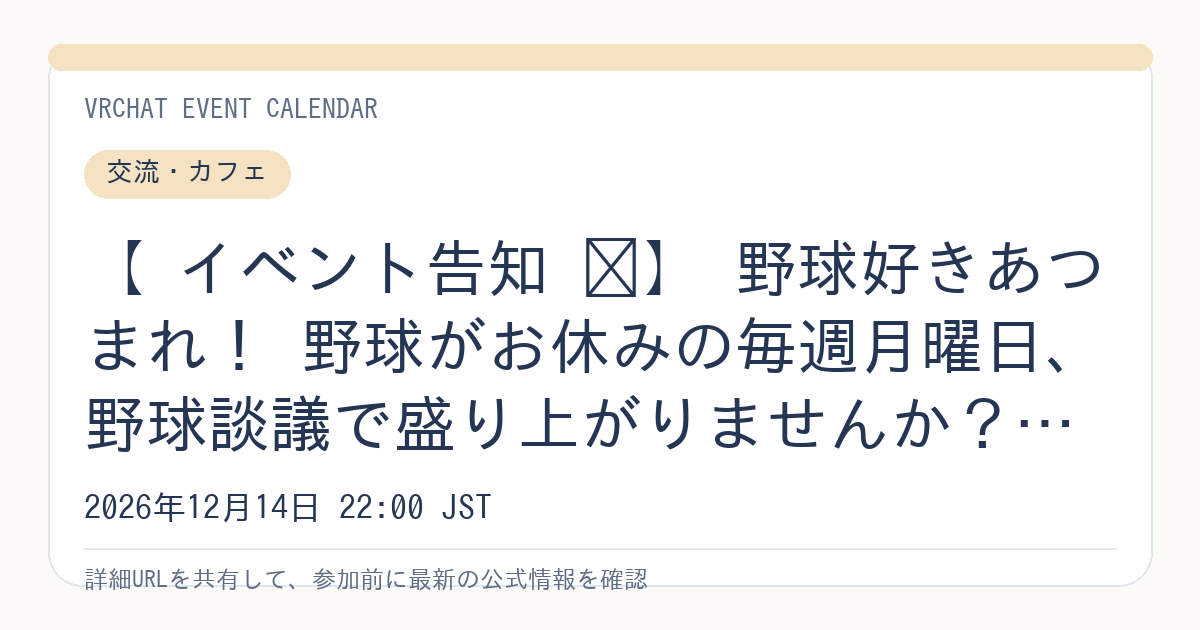 VRCHAT EVENT CALENDAR
交流・カフェ
【 イベント告知 】 野球好きあつ
まれ！ 野球がお休みの毎週月曜日、
野球談議で盛り上がりませんか？…
2026年12月14日 22:00 JST
詳細URLを共有して、参加前に最新の公式情報を確認